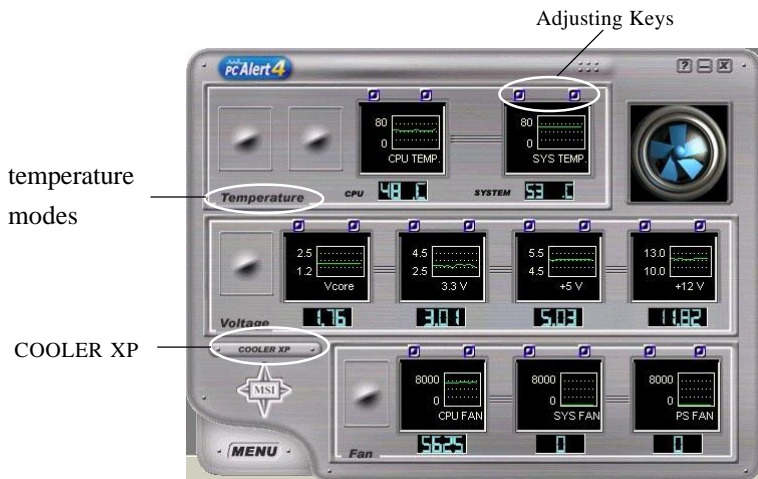 Adjusting Keys
PC Alert 4
? X
80
0
CPU TEMP.
80
0
SYS TEMP.
temperature
modes
Temperature
CPU 48 .C
SYSTEM 53 .C
2.5
1.2
Vcore
4.5
2.5
3.3 V
5.5
4.5
+5 V
13.0
10.0
+12 V
Voltage
1.76
3.01
5.03
11.82
COOLER XP
COOLER XP
MSI
8000
0
CPU FAN
8000
0
SYS FAN
8000
0
PS FAN
MENU
Fan
5625
0
0